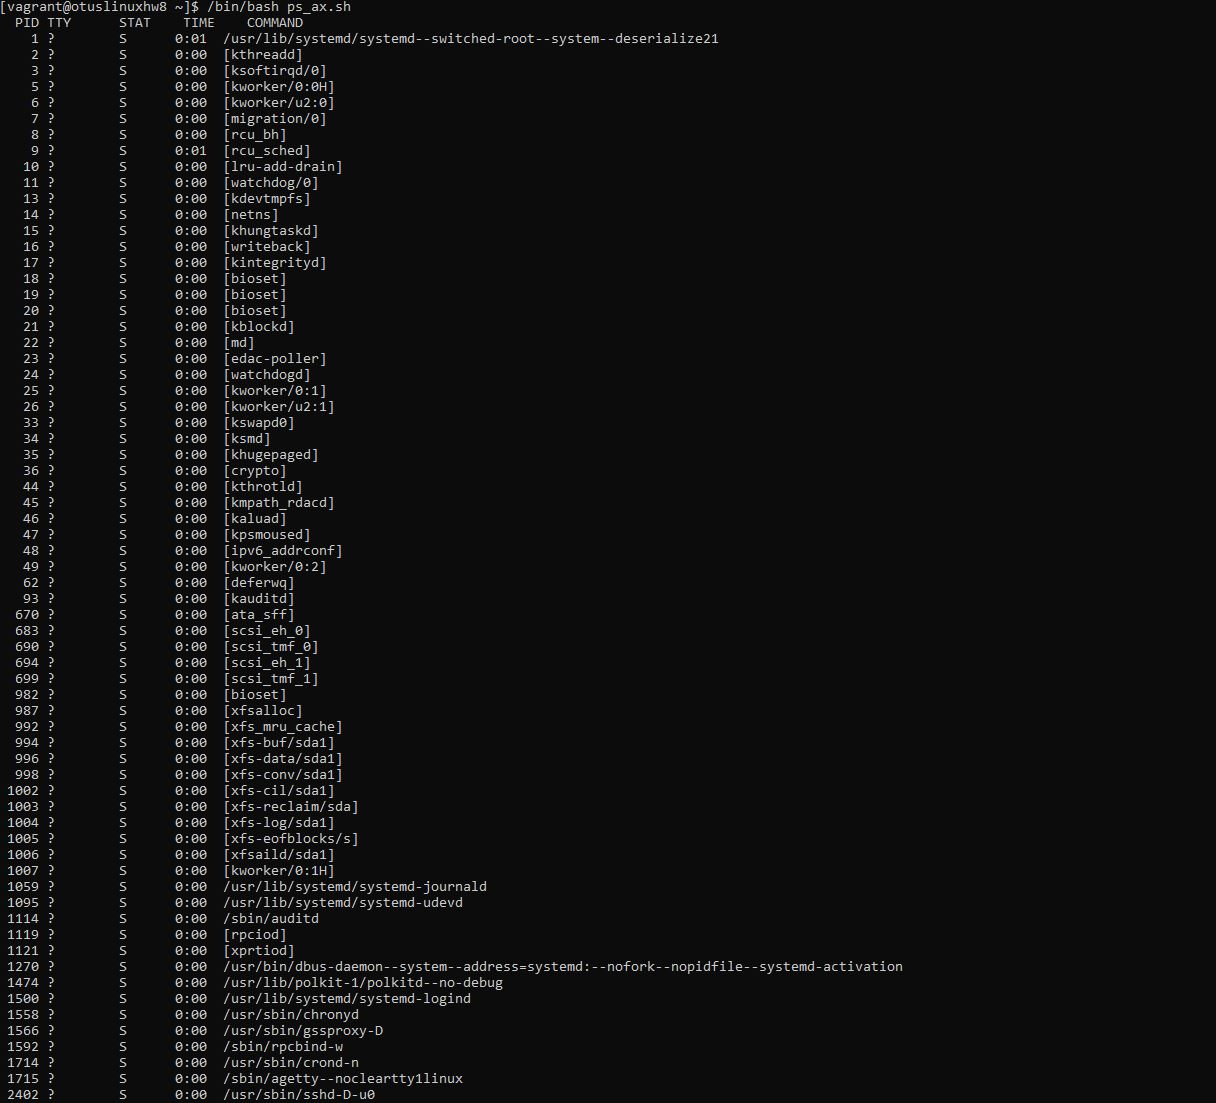 [vagrant@otuslinuxhw8 ~]$ /bin/bash ps_ax.sh
  PID TTY      STAT    TIME    COMMAND
    1 ?        S      0:01  /usr/lib/systemd/systemd--switched-root--system--deserialize21
    2 ?        S      0:00  [kthreadd]
    3 ?        S      0:00  [ksoftirqd/0]
    5 ?        S      0:00  [kworker/0:0H]
    6 ?        S      0:00  [kworker/u2:0]
    7 ?        S      0:00  [migration/0]
    8 ?        S      0:00  [rcu_bh]
    9 ?        S      0:01  [rcu_sched]
   10 ?        S      0:00  [lru-add-drain]
   11 ?        S      0:00  [watchdog/0]
   13 ?        S      0:00  [kdevtmpfs]
   14 ?        S      0:00  [netns]
   15 ?        S      0:00  [khungtaskd]
   16 ?        S      0:00  [writeback]
   17 ?        S      0:00  [kintegrityd]
   18 ?        S      0:00  [bioset]
   19 ?        S      0:00  [bioset]
   20 ?        S      0:00  [bioset]
   21 ?        S      0:00  [kblockd]
   22 ?        S      0:00  [md]
   23 ?        S      0:00  [edac-poller]
   24 ?        S      0:00  [watchdogd]
   25 ?        S      0:00  [kworker/0:1]
   26 ?        S      0:00  [kworker/u2:1]
   33 ?        S      0:00  [kswapd0]
   34 ?        S      0:00  [ksmd]
   35 ?        S      0:00  [khugepaged]
   36 ?        S      0:00  [crypto]
   44 ?        S      0:00  [kthrotld]
   45 ?        S      0:00  [kmpath_rdacd]
   46 ?        S      0:00  [kaluad]
   47 ?        S      0:00  [kpsmoused]
   48 ?        S      0:00  [ipv6_addrconf]
   49 ?        S      0:00  [kworker/0:2]
   62 ?        S      0:00  [deferwq]
   93 ?        S      0:00  [kauditd]
  670 ?        S      0:00  [ata_sff]
  683 ?        S      0:00  [scsi_eh_0]
  690 ?        S      0:00  [scsi_tmf_0]
  694 ?        S      0:00  [scsi_eh_1]
  699 ?        S      0:00  [scsi_tmf_1]
  982 ?        S      0:00  [bioset]
  987 ?        S      0:00  [xfsalloc]
  992 ?        S      0:00  [xfs_mru_cache]
  994 ?        S      0:00  [xfs-buf/sda1]
  996 ?        S      0:00  [xfs-data/sda1]
  998 ?        S      0:00  [xfs-conv/sda1]
 1002 ?        S      0:00  [xfs-cil/sda1]
 1003 ?        S      0:00  [xfs-reclaim/sda]
 1004 ?        S      0:00  [xfs-log/sda1]
 1005 ?        S      0:00  [xfs-eofblocks/s]
 1006 ?        S      0:00  [xfsaild/sda1]
 1007 ?        S      0:00  [kworker/0:1H]
 1059 ?        S      0:00  /usr/lib/systemd/systemd-journald
 1095 ?        S      0:00  /usr/lib/systemd/systemd-udevd
 1114 ?        S      0:00  /sbin/auditd
 1119 ?        S      0:00  [rpciod]
 1121 ?        S      0:00  [xprtiod]
 1270 ?        S      0:00  /usr/bin/dbus-daemon--system--address=systemd:--nofork--nopidfile--systemd-activation
 1474 ?        S      0:00  /usr/lib/polkit-1/polkitd--no-debug
 1500 ?        S      0:00  /usr/lib/systemd/systemd-logind
 1558 ?        S      0:00  /usr/sbin/chronyd
 1566 ?        S      0:00  /usr/sbin/gssproxy-D
 1592 ?        S      0:00  /sbin/rpcbind-w
 1714 ?        S      0:00  /usr/sbin/crond-n
 1715 ?        S      0:00  /sbin/agetty--nocleartty1linux
 2402 ?        S      0:00  /usr/sbin/sshd-D-u0